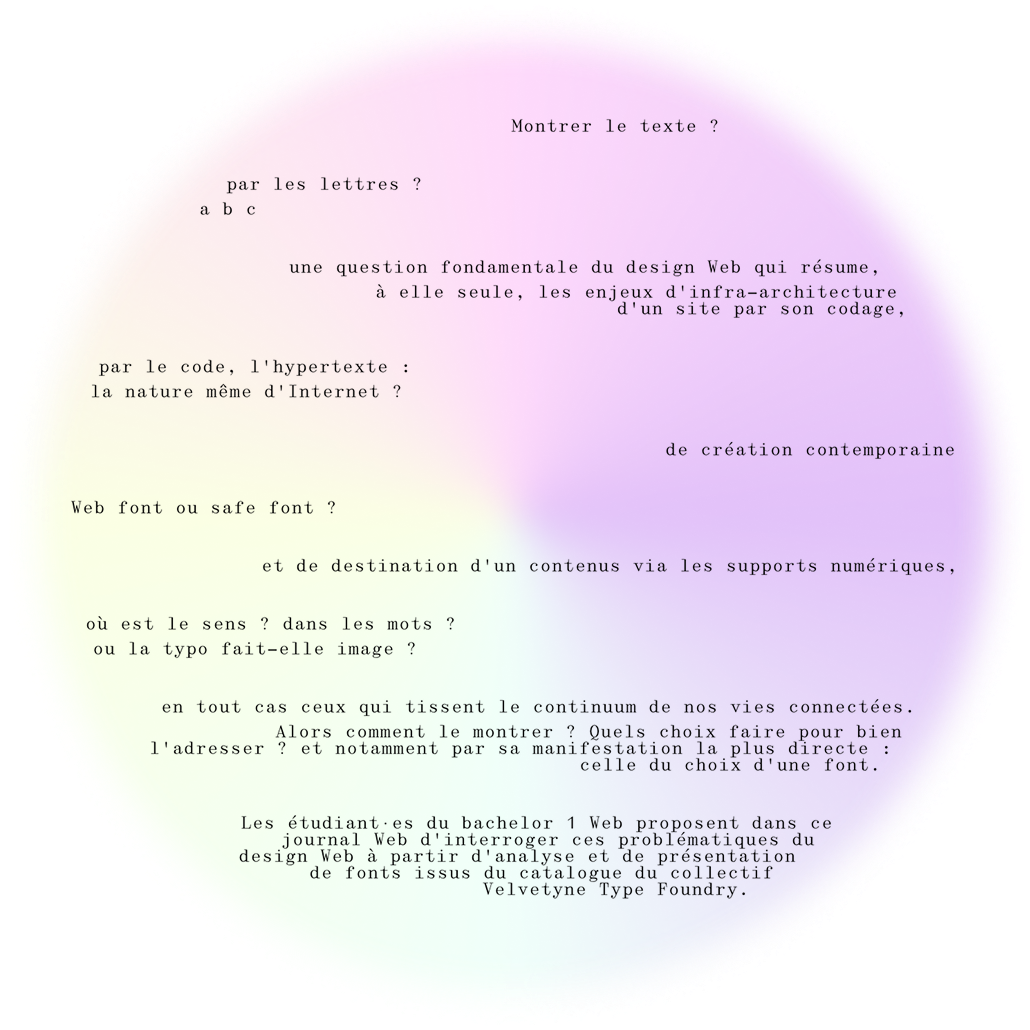 Montrer le texte ?
par les lettres ?
a b c
une question fondamentale du design Web qui résume,
à elle seule, les enjeux d'infra-architecture
d'un site par son codage,
par le code, l'hypertexte :
la nature même d'Internet ?
de création contemporaine
Web font ou safe font ?
et de destination d'un contenus via les supports numériques,
où est le sens ? dans les mots ?
ou la typo fait-elle image ?
en tout cas ceux qui tissent le continuum de nos vies connectées.
Alors comment le montrer ? Quels choix faire pour bien
l'adresser ? et notamment par sa manifestation la plus directe :
celle du choix d'une font.
Les étudiant·es du bachelor 1 Web proposent dans ce
journal Web d'interroger ces problématiques du
design Web à partir d'analyse et de présentation
de fonts issus du catalogue du collectif
Velvetyne Type Foundry.